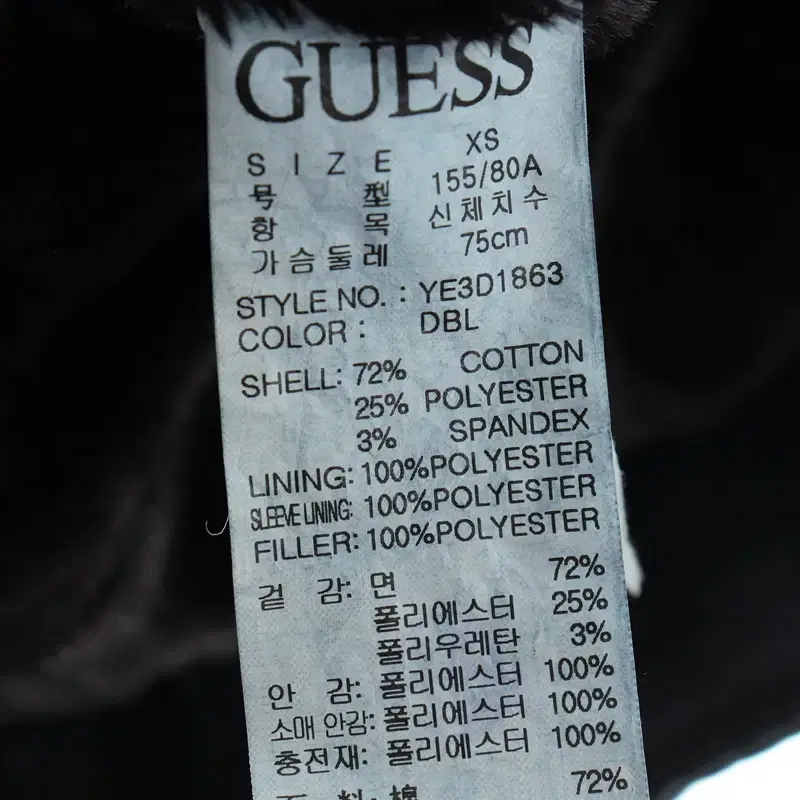 GUESS
SIZE XS
号型 155/80A
항목 신체치수
가슴둘레 75cm
STYLE NO. : YE3D1863
COLOR : DBL
SHELL: 72% COTTON
25% POLYESTER
3% SPANDEX
LINING: 100%POLYESTER
SLEEVE LINING: 100%POLYESTER
FILLER: 100%POLYESTER
겉감: 면 72%
폴리에스터 25%
폴리우레탄 3%
안감: 폴리에스터 100%
소매 안감: 폴리에스터 100%
충전재: 폴리에스터 100%
料: 棉 72%